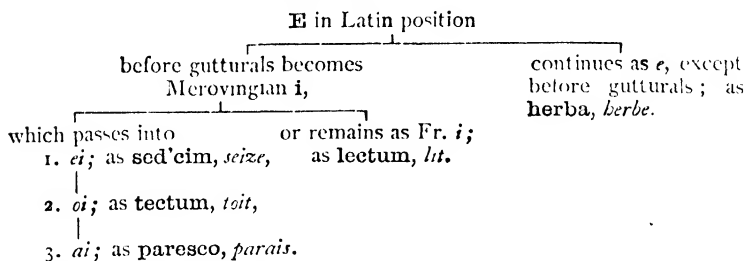 E in Latin position
before gutturals becomes
Merovingian i,
continues as e, except
before gutturals; as
herba, herbe.
which passes into
1. ei; as sed'cim, seize,
2. oi; as tectum, toit,
3. ai; as paresco, parais.
or remains as Fr. i;
as lectum, lit.